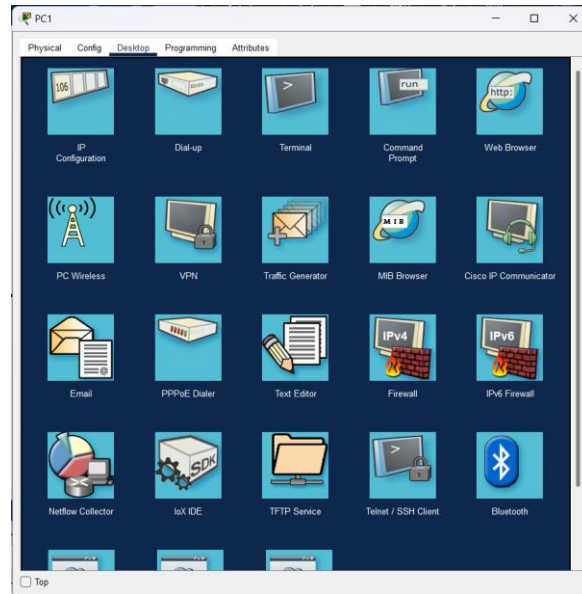 PC1
Physical Config Desktop Programming Attributes
106
>
run
http:
IP
Configuration
Dial-up
Terminal
Command
Prompt
Web Browser
MIB
PC Wireless
VPN
Traffic Generator
MIB Browser
Cisco IP Communicator
IPv4
IPv6
Email
PPPoE Dialer
Text Editor
Firewall
IPv6 Firewall
SDK
>
Netflow Collector
IoX IDE
TFTP Service
Telnet / SSH Client
Bluetooth
Top